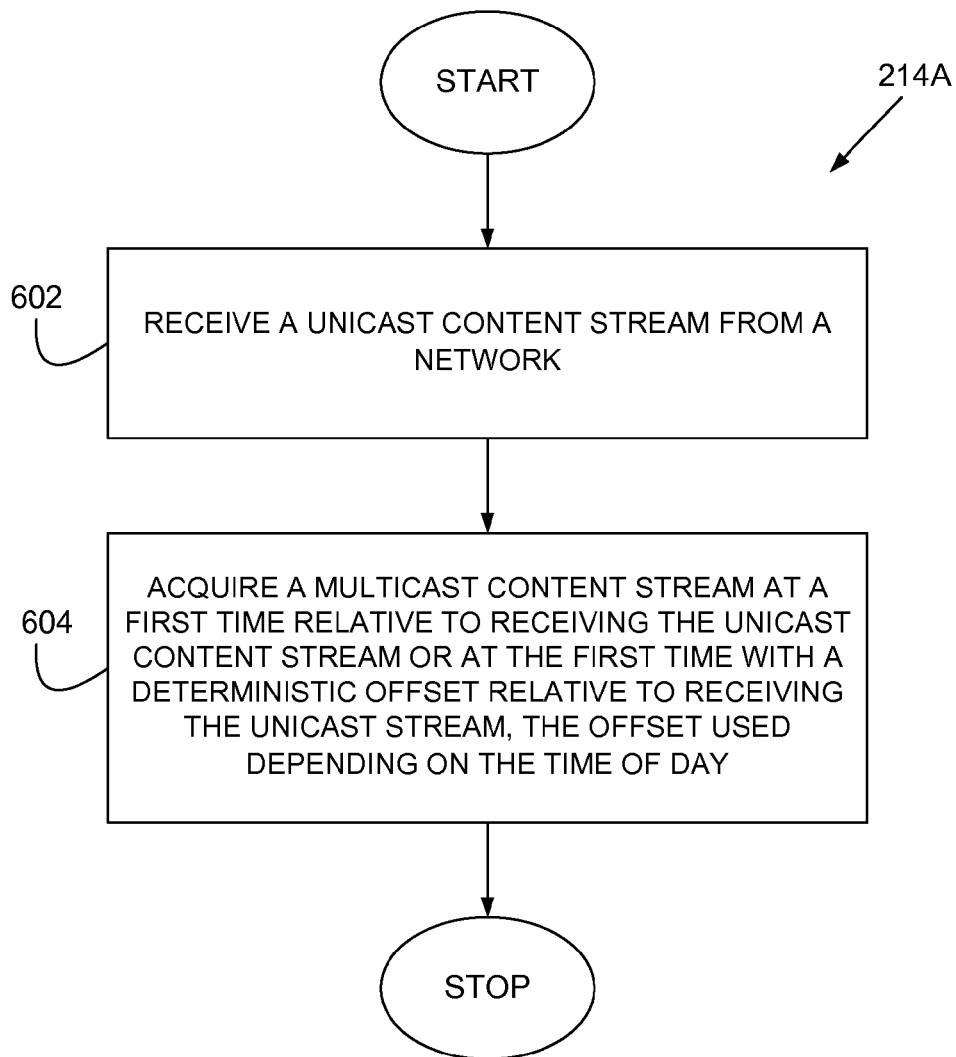 START
214A
602
RECEIVE A UNICAST CONTENT STREAM FROM A
NETWORK
604
ACQUIRE A MULTICAST CONTENT STREAM AT A
FIRST TIME RELATIVE TO RECEIVING THE UNICAST
CONTENT STREAM OR AT THE FIRST TIME WITH A
DETERMINISTIC OFFSET RELATIVE TO RECEIVING
THE UNICAST STREAM, THE OFFSET USED
DEPENDING ON THE TIME OF DAY
STOP